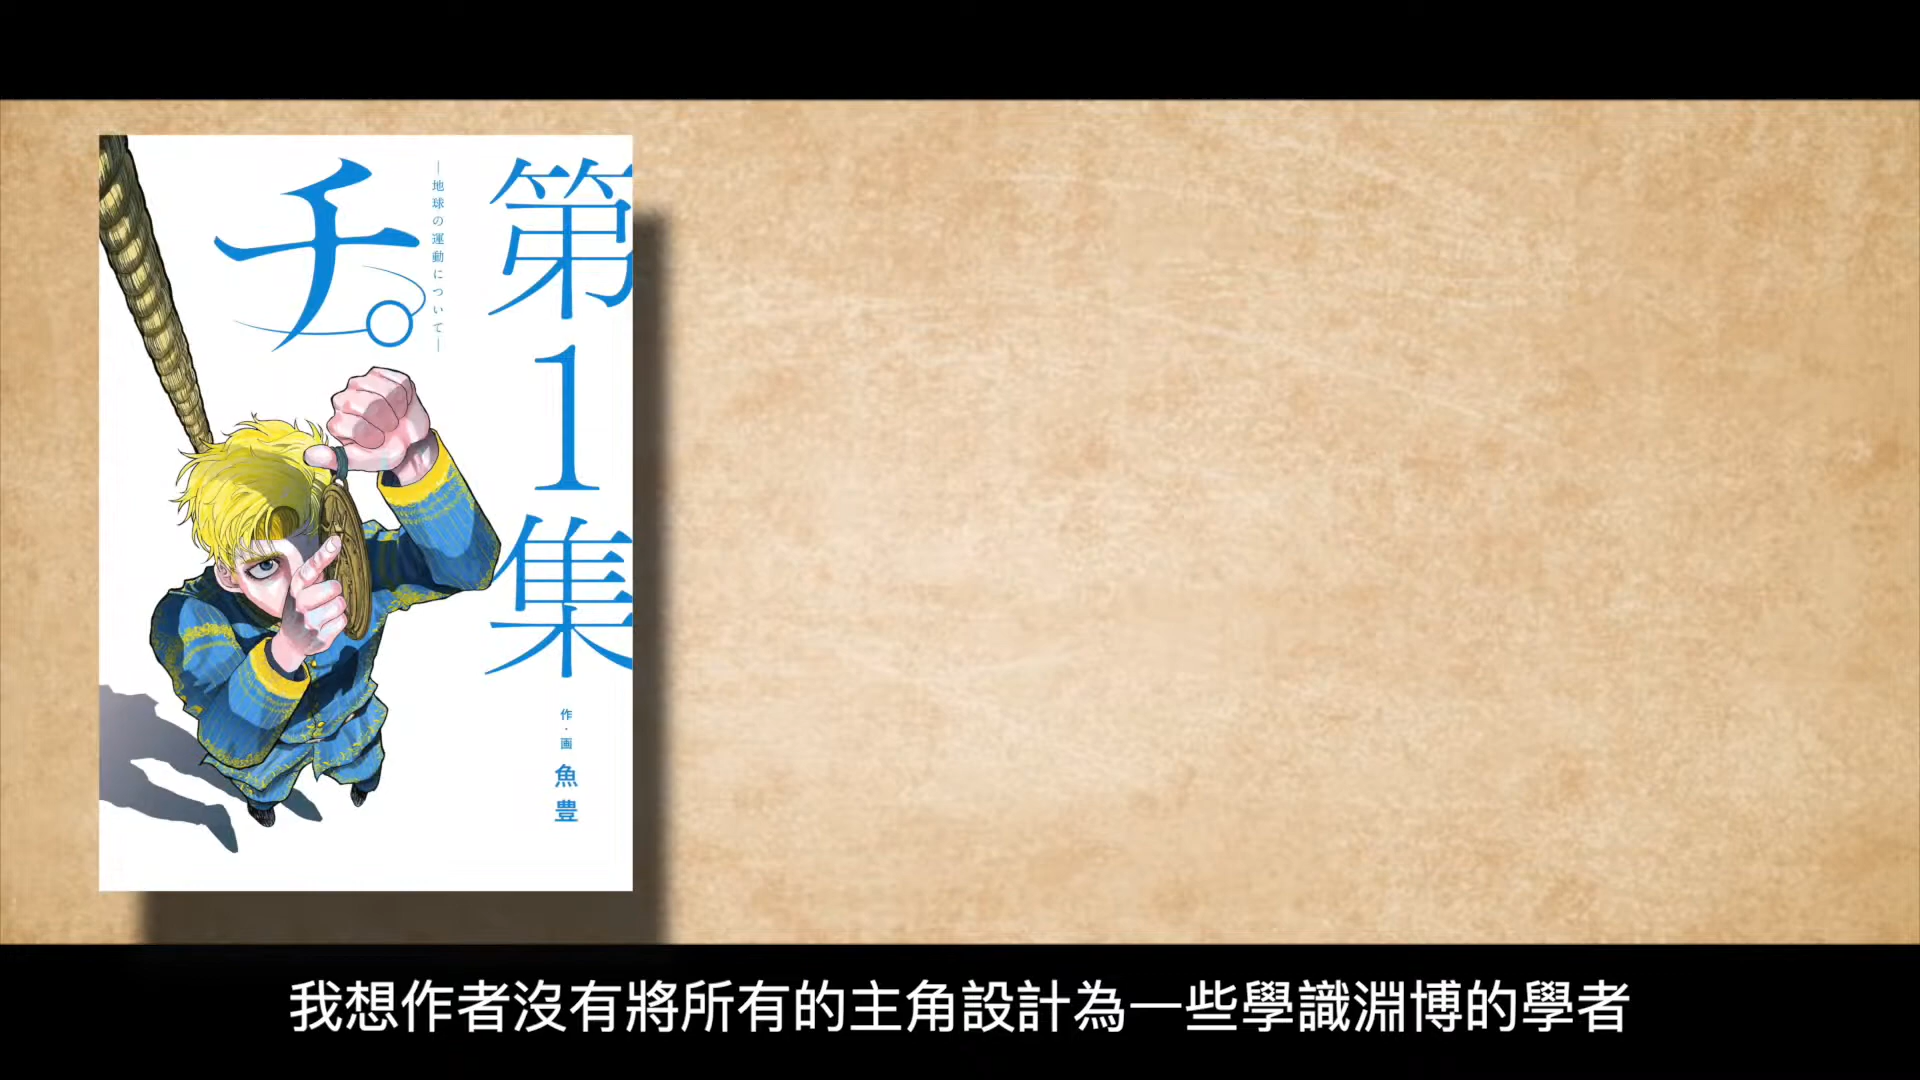 第1集
チ。
―地球の運動について―
作・画 魚豊
我想作者沒有將所有的主角設計為一些學識淵博的學者